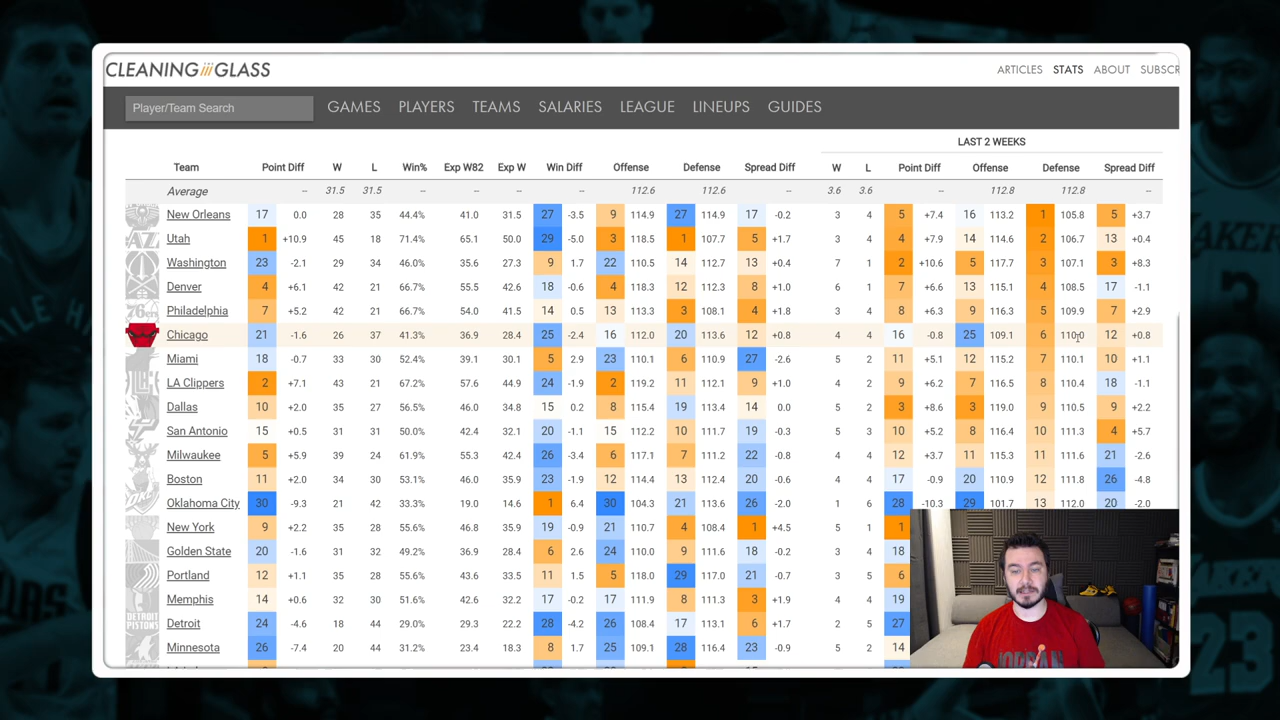 CLEANING GLASS
ARTICLES STATS ABOUT SUBSCR
Player/Team Search GAMES PLAYERS TEAMS SALARIES LEAGUE LINEUPS GUIDES
LAST 2 WEEKS
Team Point Diff W L Win% Exp W82 Exp W Win Diff Offense Defense Spread Diff W L Point Diff Offense Defense Spread Diff
Average -- 31.5 31.5 -- -- -- -- 112.6 112.6 -- 3.6 3.6 -- 112.8 112.8 --
New Orleans 17 0.0 28 35 44.4% 41.0 31.5 27 -3.5 9 114.9 27 114.9 17 -0.2 3 4 5 +7.4 16 113.2 1 105.8 5 +3.7
Utah 1 +10.9 45 18 71.4% 65.1 50.0 29 -5.0 3 118.5 1 107.7 5 +1.7 3 4 4 +7.9 14 114.6 2 106.7 13 +0.4
Washington 23 -2.1 29 34 46.0% 35.6 27.3 9 1.7 22 110.5 14 112.7 13 +0.4 7 1 2 +10.6 5 117.7 3 107.1 3 +8.3
Denver 4 +6.1 42 21 66.7% 55.5 42.6 18 -0.6 4 118.3 12 112.3 8 +1.0 6 1 7 +6.6 13 115.1 4 108.5 17 -1.1
Philadelphia 7 +5.2 42 21 66.7% 54.0 41.5 14 0.5 13 113.3 3 108.1 4 +1.8 3 4 8 +6.3 9 116.3 5 109.9 7 +2.9
Chicago 21 -1.6 26 37 41.3% 36.9 28.4 25 -2.4 16 112.0 20 113.6 12 +0.8 4 4 16 -0.8 25 109.1 6 110.0 12 +0.8
Miami 18 -0.7 33 30 52.4% 39.1 30.1 5 2.9 23 110.1 6 110.9 27 -2.6 5 2 11 +5.1 12 115.2 7 110.1 10 +1.1
LA Clippers 2 +7.1 43 21 67.2% 57.6 44.9 24 -1.9 2 119.2 11 112.1 9 +1.0 4 2 9 +6.2 7 116.5 8 110.4 18 -1.1
Dallas 10 +2.0 35 27 56.5% 46.0 34.8 15 0.2 8 115.4 19 113.4 14 0.0 5 2 3 +8.6 3 119.0 9 110.5 9 +2.2
San Antonio 15 +0.5 31 31 50.0% 42.4 32.1 20 -1.1 15 112.2 10 111.7 19 -0.3 5 3 10 +5.2 8 116.4 10 111.3 4 +5.7
Milwaukee 5 +5.9 39 24 61.9% 55.3 42.4 26 -3.4 6 117.1 7 111.2 22 -0.8 4 4 12 +3.7 11 115.3 11 111.6 21 -2.6
Boston 11 +2.0 34 30 53.1% 46.0 35.9 23 -1.9 12 114.4 13 112.4 20 -0.6 4 4 17 -0.9 20 110.9 12 111.8 26 -4.8
Oklahoma City 30 -9.3 21 42 33.3% 19.0 14.6 1 6.4 30 104.3 21 113.6 26 -2.0 1 6 28 -10.3 29 101.7 13 112.0 20 -2.0
New York 9 +2.2 28 55.6% 46.8 35.9 19 -0.9 21 110.7 4 108.4 1 +4.5 5 1 1
Golden State 20 -1.6 31 32 49.2% 36.9 28.4 6 2.6 24 110.0 9 111.6 18 -0.2 3 4 18
Portland 12 +1.1 28 55.6% 43.6 33.5 11 1.5 5 118.0 29 117.0 21 -0.7 3 5 6
Memphis 14 +0.6 32 30 51.6% 42.6 32.2 17 -0.2 17 111.9 8 111.3 3 +1.9 4 4 19
Detroit 24 -4.6 18 44 29.0% 29.3 22.2 28 -4.2 26 108.4 17 113.1 6 +1.7 2 5 27
Minnesota 26 -7.4 20 44 31.2% 23.4 18.3 8 1.7 25 109.1 28 116.4 23 -0.9 5 2 14